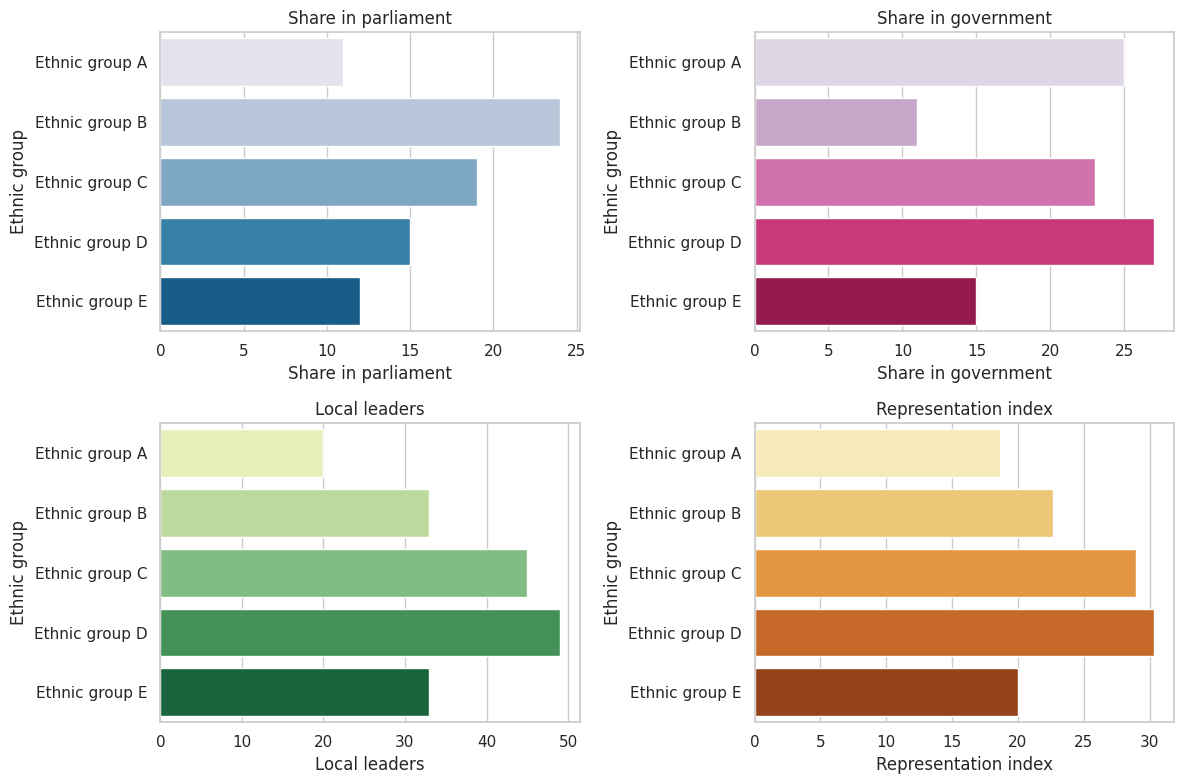 Share in parliament
Ethnic group
Ethnic group A
Ethnic group B
Ethnic group C
Ethnic group D
Ethnic group E
0 5 10 15 20 25
Share in parliament
Share in government
Ethnic group
Ethnic group A
Ethnic group B
Ethnic group C
Ethnic group D
Ethnic group E
0 5 10 15 20 25
Share in government
Local leaders
Ethnic group
Ethnic group A
Ethnic group B
Ethnic group C
Ethnic group D
Ethnic group E
0 10 20 30 40 50
Local leaders
Representation index
Ethnic group
Ethnic group A
Ethnic group B
Ethnic group C
Ethnic group D
Ethnic group E
0 5 10 15 20 25 30
Representation index